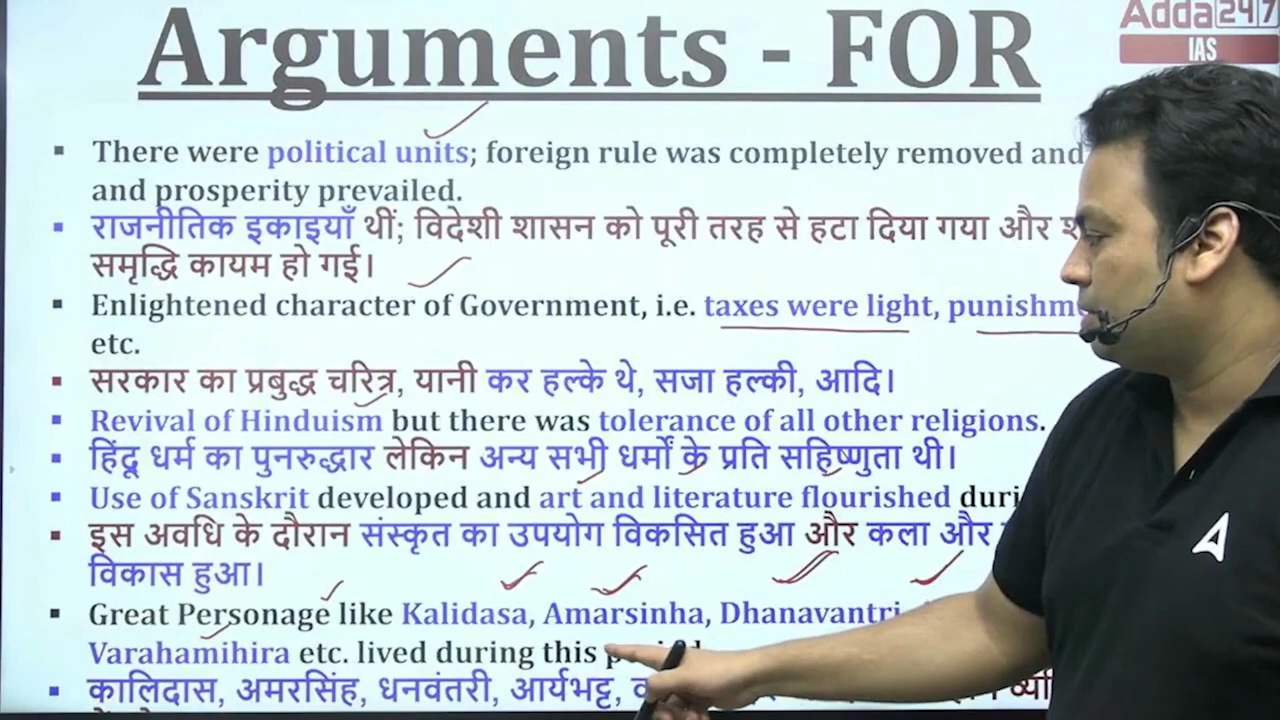 Arguments - FOR
Adda247
IAS
▪ There were political units; foreign rule was completely removed and
and prosperity prevailed.
▪ राजनीतिक इकाइयाँ थीं; विदेशी शासन को पूरी तरह से हटा दिया गया और
समृद्धि कायम हो गई।
▪ Enlightened character of Government, i.e. taxes were light,
etc.
▪ सरकार का प्रबुद्ध चरित्र, यानी कर हल्के थे, सजा हल्की, आदि।
▪ Revival of Hinduism but there was tolerance of all other religions.
▪ हिंदू धर्म का पुनरुद्धार लेकिन अन्य सभी धर्मों के प्रति सहिष्णुता थी।
▪ Use of Sanskrit developed and art and literature flourished
▪ इस अवधि के दौरान संस्कृत का उपयोग विकसित हुआ और कला और
विकास हुआ।
▪ Great Personage like Kalidasa, Amarsinha, Dhanavantri
Varahamihira etc. lived during this
▪ कालिदास, अमरसिंह, धनवंतरी, आर्यभट्ट,